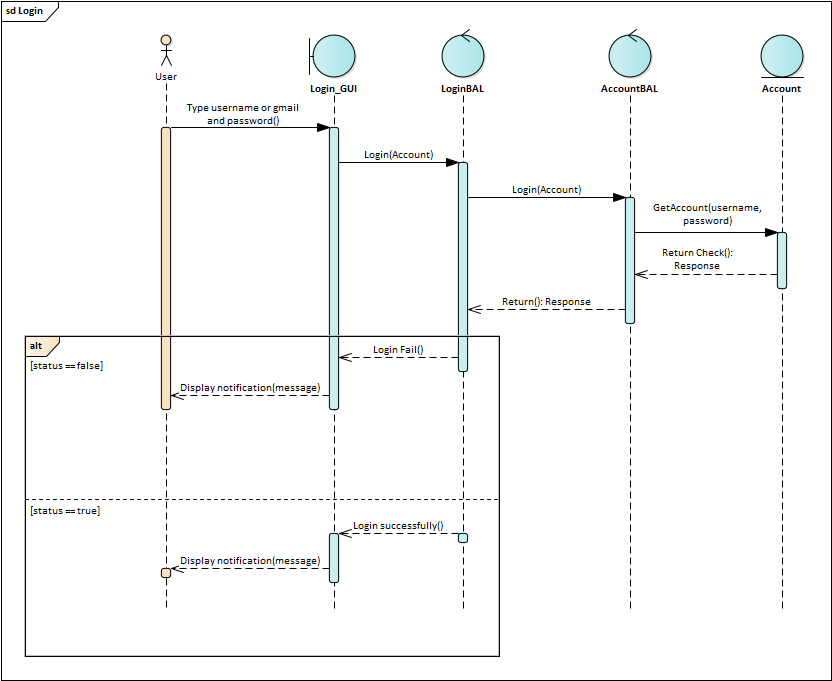 sd Login
User
Login_GUI
LoginBAL
AccountBAL
Account
Type username or gmail
and password()
Login(Account)
Login(Account)
GetAccount(username,
password)
Return Check():
Response
Return(): Response
alt
[status ==false]
Login Fail()
Display notification(message)
[status ==true]
Login successfully()
Display notification(message)